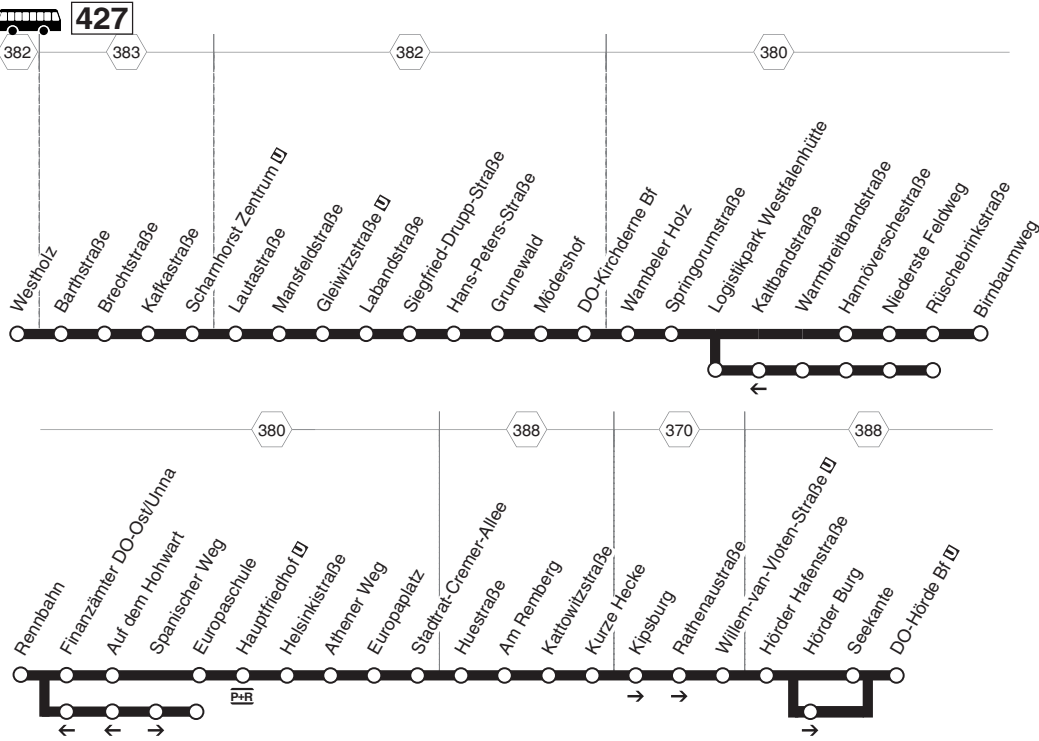 427
382 383 382 380
Westholz
Barthstraße
Brechtstraße
Kafkastraße
Scharnhorst Zentrum U
Lautastraße
Mansfeldstraße
Gleiwitzstraße U
Labandstraße
Siegfried-Drupp-Straße
Hans-Peters-Straße
Grunewald
Mödershof
DO-Kirchderne Bf
Wambeler Holz
Springorumstraße
Logistikpark Westfalenhütte
Kaltbandstraße
Warmbreitbandstraße
Hannöverschestraße
Niederste Feldweg
Rüschebrinkstraße
Birnbaumweg
←
380 388 370 388
Rennbahn
Finanzämter DO-Ost/Unna
Auf dem Hohwart
Spanischer Weg
Europaschule
Hauptfriedhof U
Helsinkistraße
Athener Weg
Europaplatz
Stadtrat-Cremer-Allee
Huestraße
Am Remberg
Kattowitzstraße
Kurze Hecke
Kipsburg
Rathenaustraße
Willem-van-Vloten-Straße U
Hörder Hafenstraße
Hörder Burg
Seekante
DO-Hörde Bf U
P+R → →
← ← → →